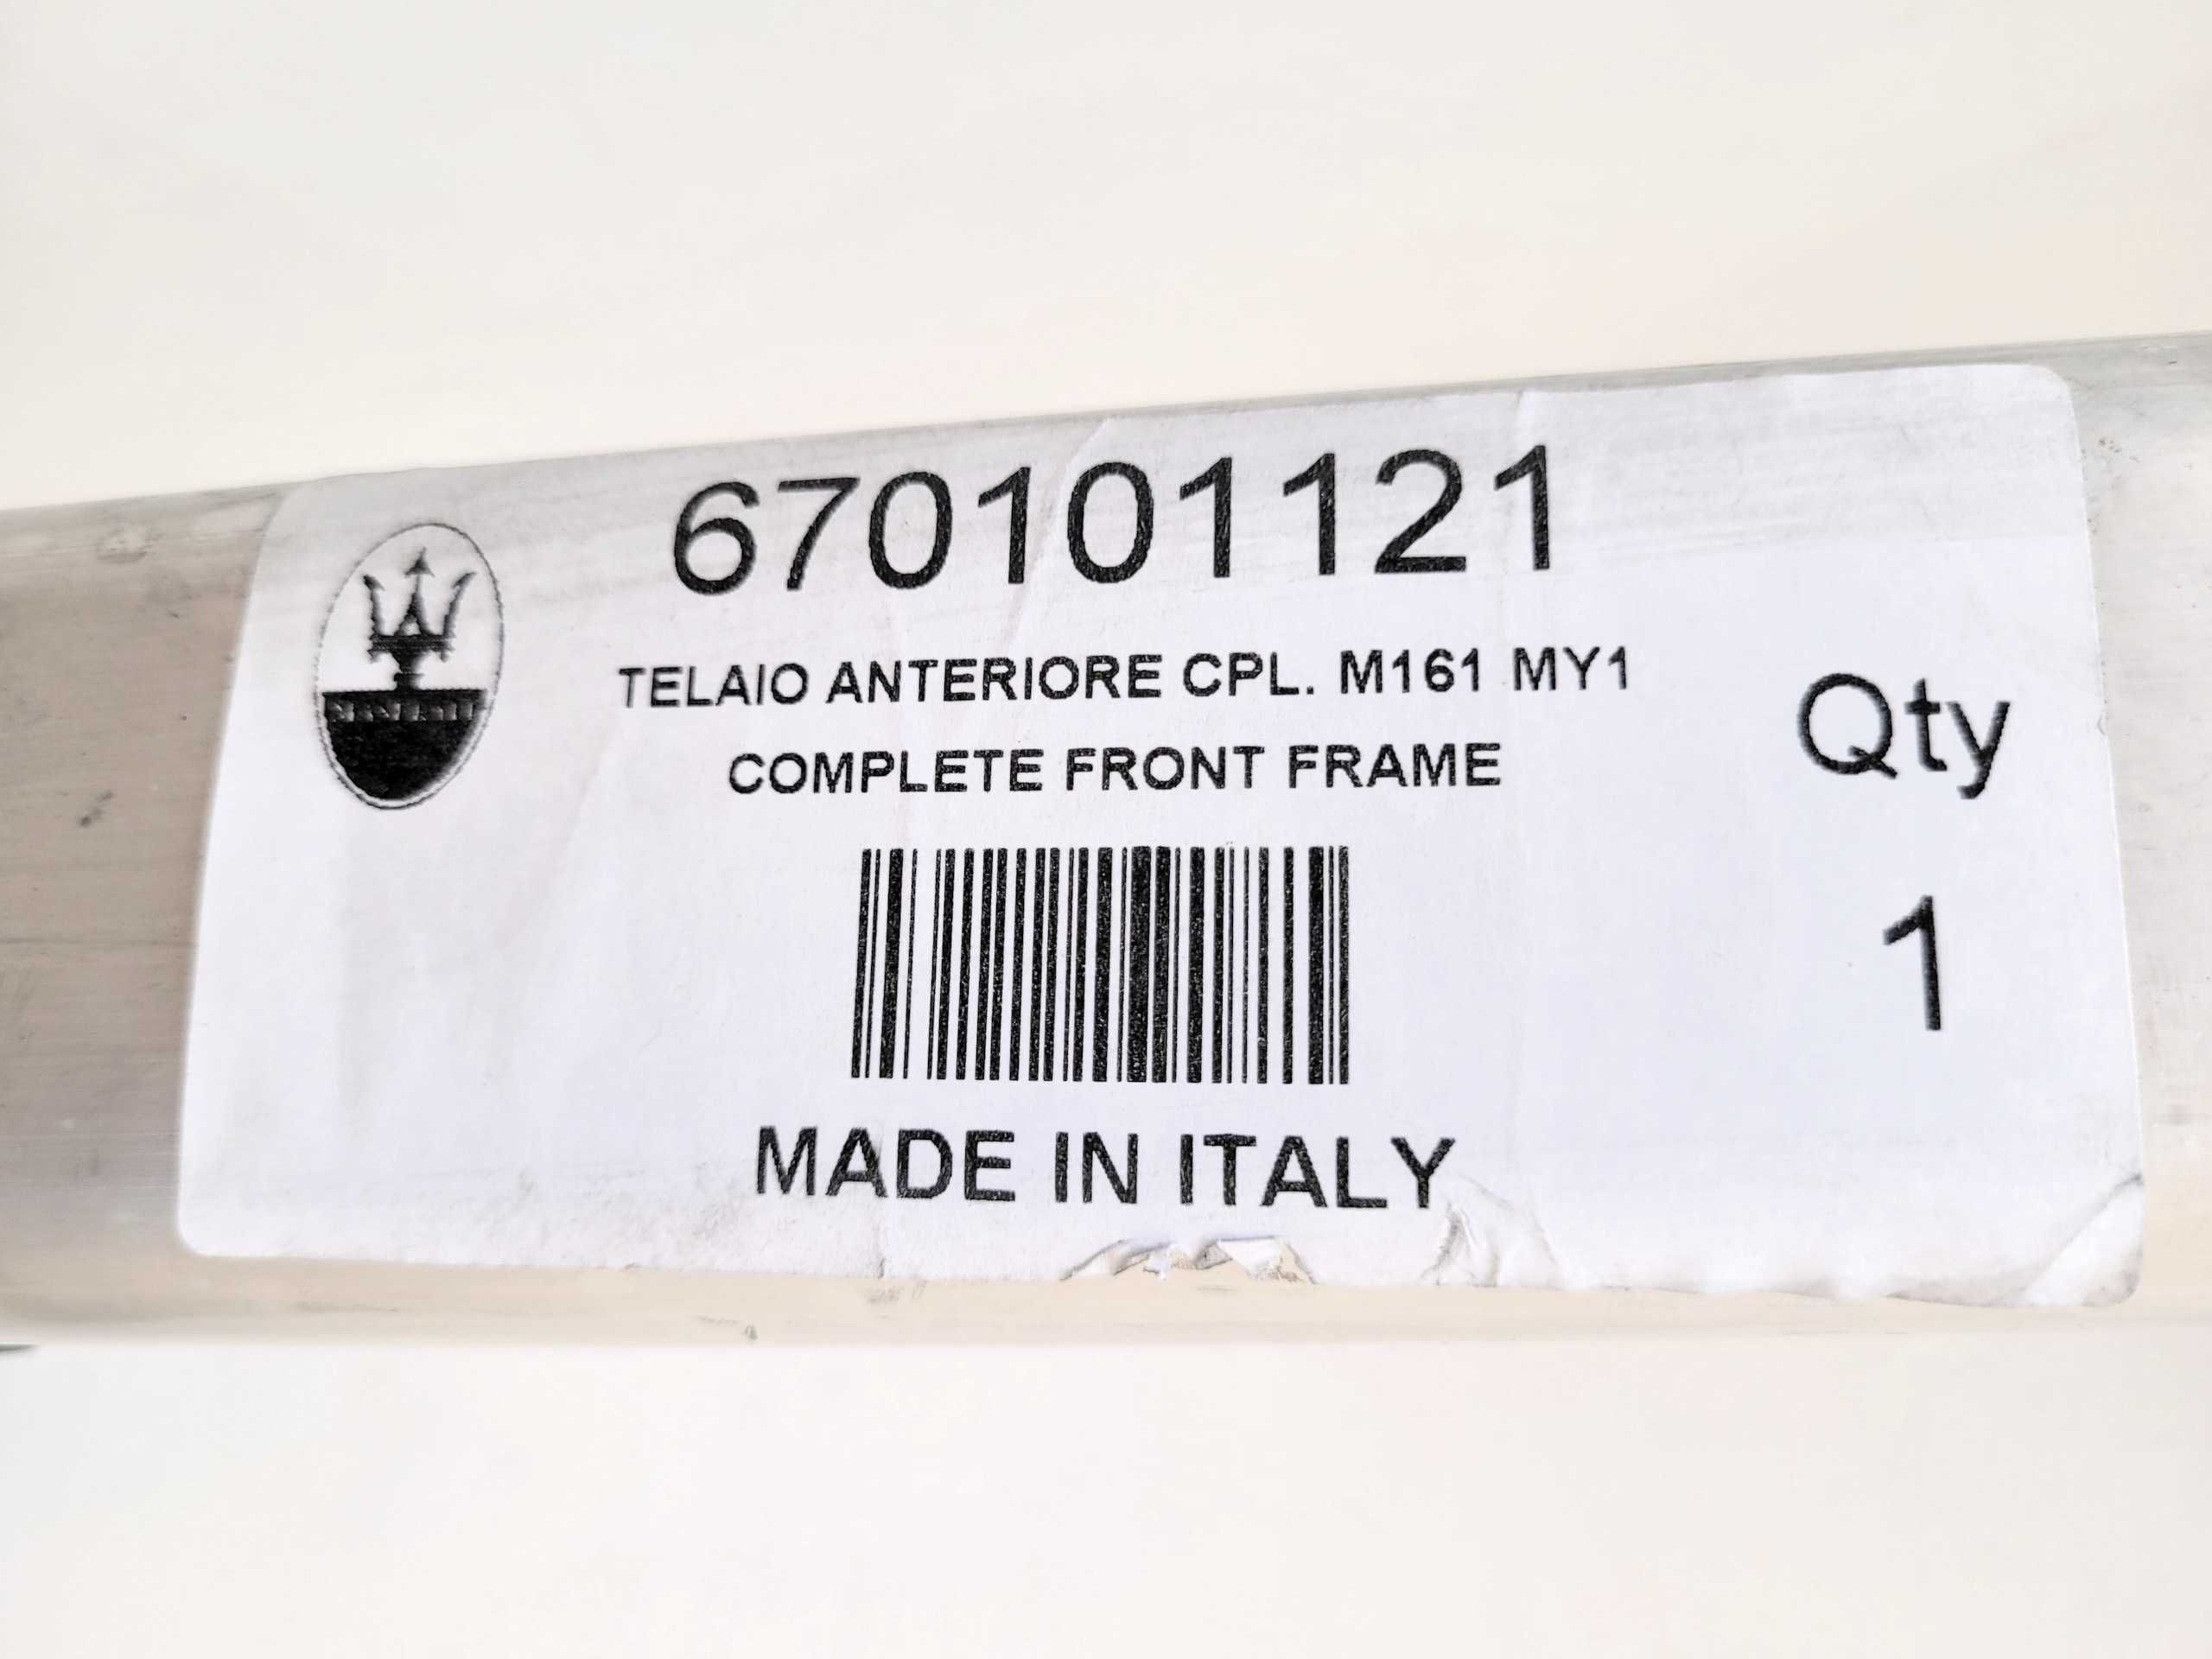 670101121
TELAIO ANTERIORE CPL. M161 MY1
COMPLETE FRONT FRAME
Qty
1
MADE IN ITALY